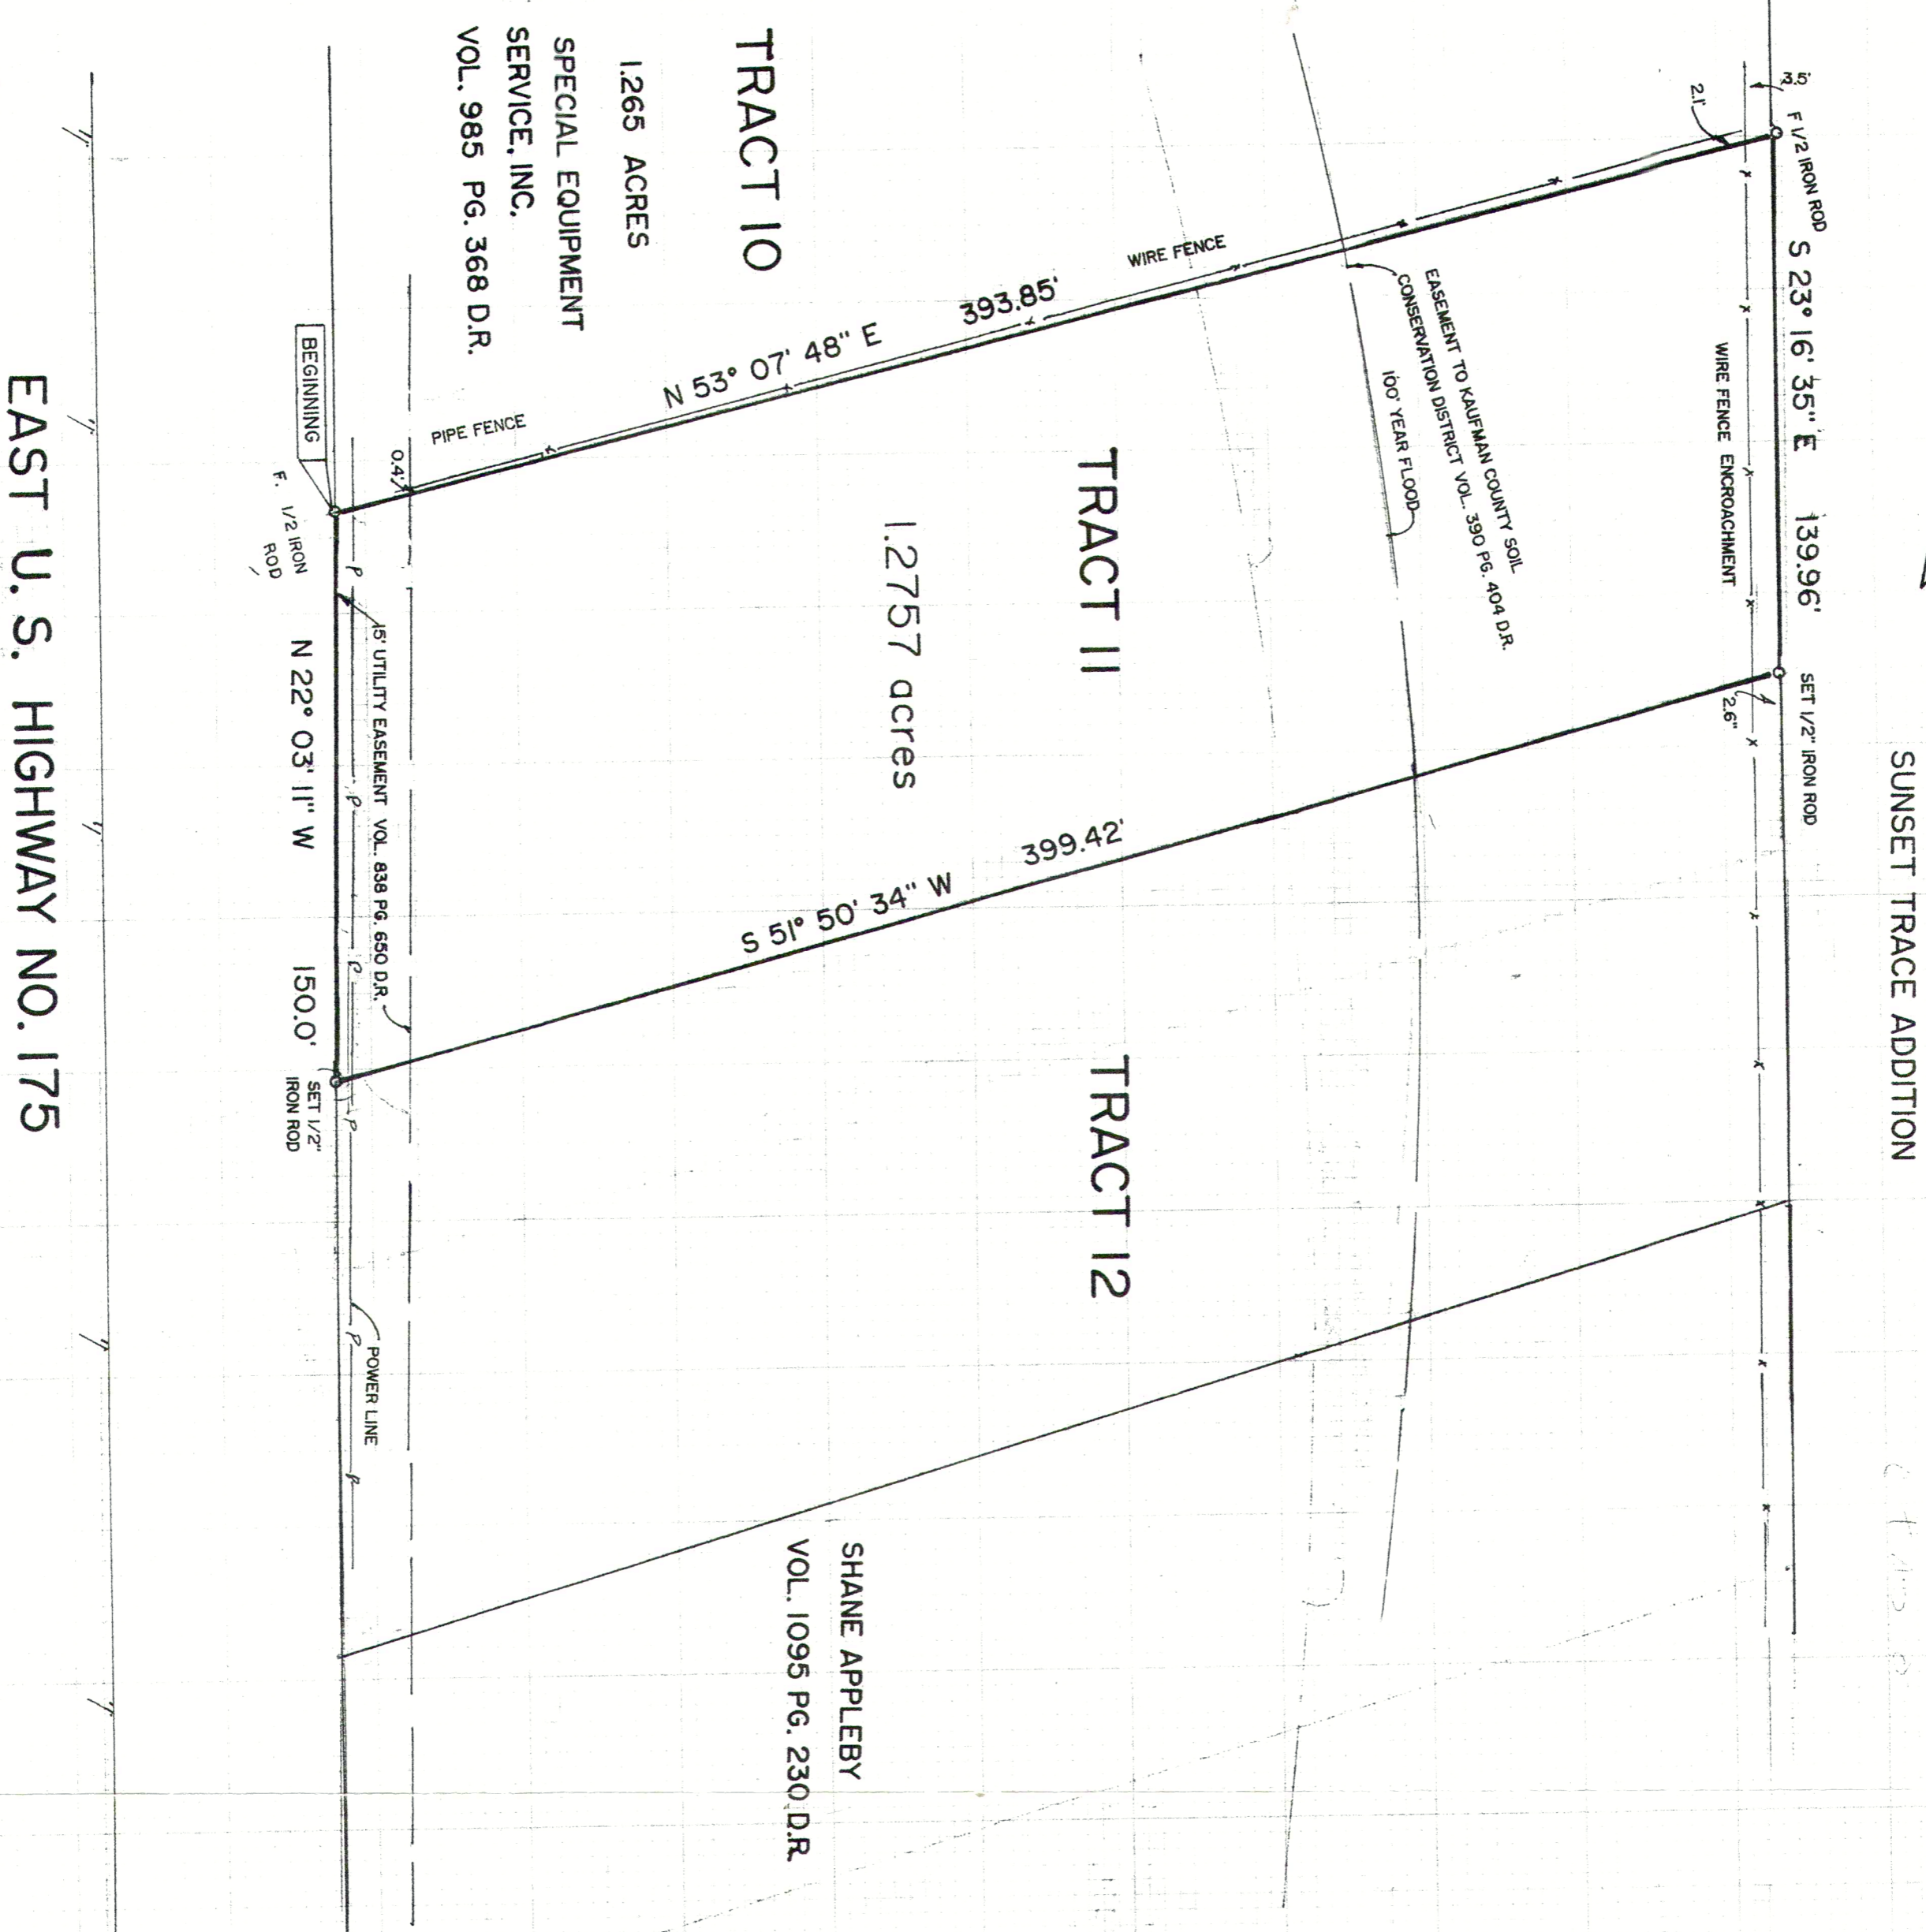 SUNSET TRACE ADDITION
3.5'
F 1/2 IRON ROD
S 23° 16' 35" E 139.96'
SET 1/2" IRON ROD
2.1'
WIRE FENCE ENCROACHMENT
2.6"
EASEMENT TO KAUFMAN COUNTY SOIL
CONSERVATION DISTRICT VOL. 390 PG. 404 D.R.
100' YEAR FLOOD
WIRE FENCE
393.85'
N 53° 07' 48" E
PIPE FENCE
0.4'
TRACT 10
1.265 ACRES
SPECIAL EQUIPMENT
SERVICE, INC.
VOL. 985 PG. 368 D.R.
TRACT 11
1.2757 acres
399.42'
S 51° 50' 34" W
TRACT 12
SHANE APPLEBY
VOL. 1095 PG. 230 D.R.
15' UTILITY EASEMENT VOL. 838 PG. 650 D.R.
P
P
P
P
P
P
POWER LINE
BEGINNING
F. 1/2 IRON
ROD
N 22° 03' 11" W 150.0'
SET 1/2"
IRON ROD
EAST U. S. HIGHWAY NO. 175